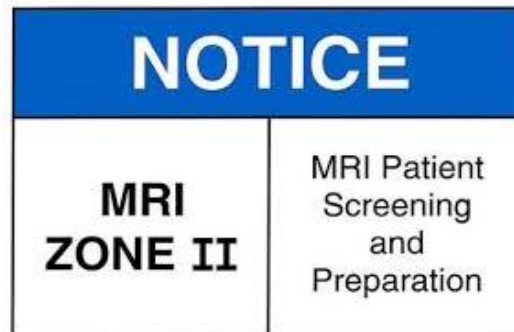 NOTICE
MRI
ZONE II
MRI Patient
Screening
and
Preparation